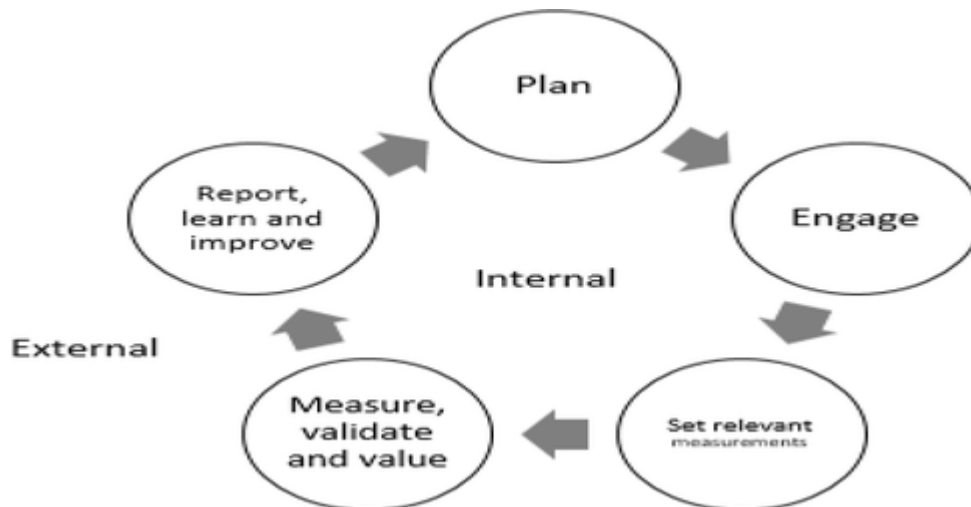 Plan
Engage
Set relevant
measurements
Measure,
validate
and value
Report,
learn and
improve
Internal
External